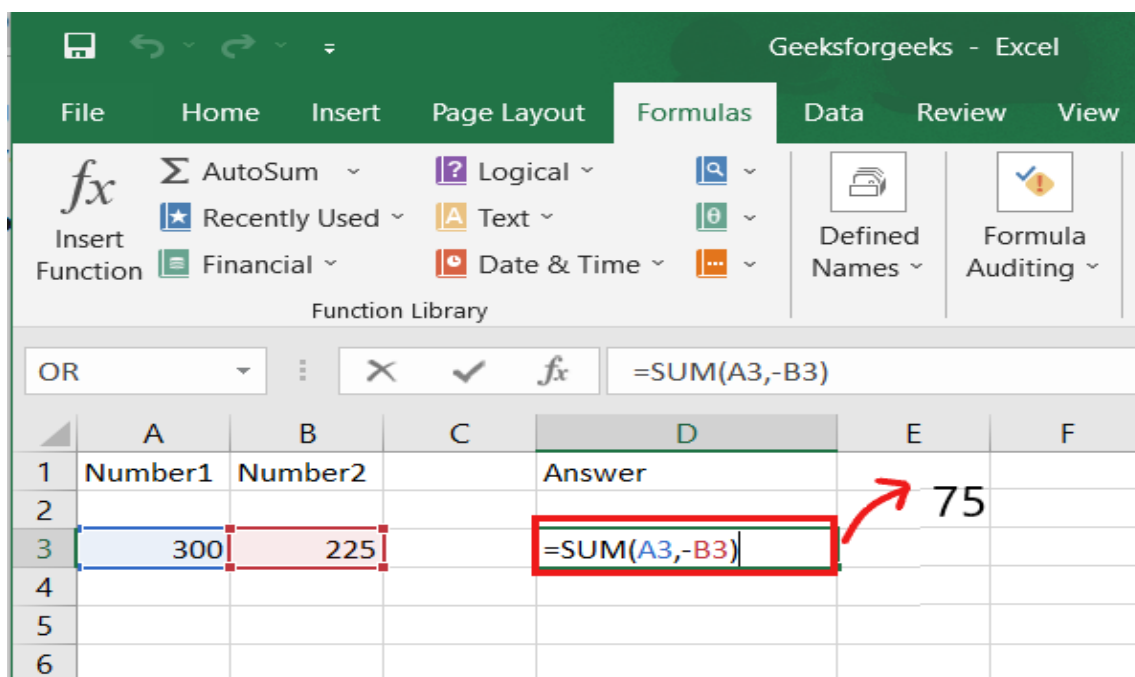 Geeksforgeeks - Excel
File Home Insert Page Layout Formulas Data Review View
fx Insert Function
Σ AutoSum
Recently Used
Financial
? Logical
A Text
Date & Time
θ
Defined Names
Formula Auditing
Function Library
OR fx =SUM(A3,-B3)
A B C D E F
1 Number1 Number2 Answer
2 75
3 300 225 =SUM(A3,-B3)
4
5
6